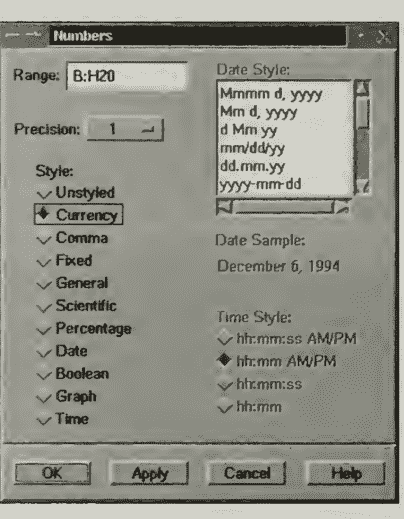 Numbers
Range: B:H20
Precision: 1
Style:
Unstyled
Currency
Comma
Fixed
General
Scientific
Percentage
Date
Boolean
Graph
Time
Date Style:
Mmmm d, yyyy
Mm d, yyyy
d Mm yy
mm/dd/yy
dd.mm.yy
yyyy-mm-dd
Date Sample:
December 6, 1994
Time Style:
hh:mm:ss AM/PM
hh:mm AM/PM
hh:mm:ss
hh:mm
OK Apply Cancel Help